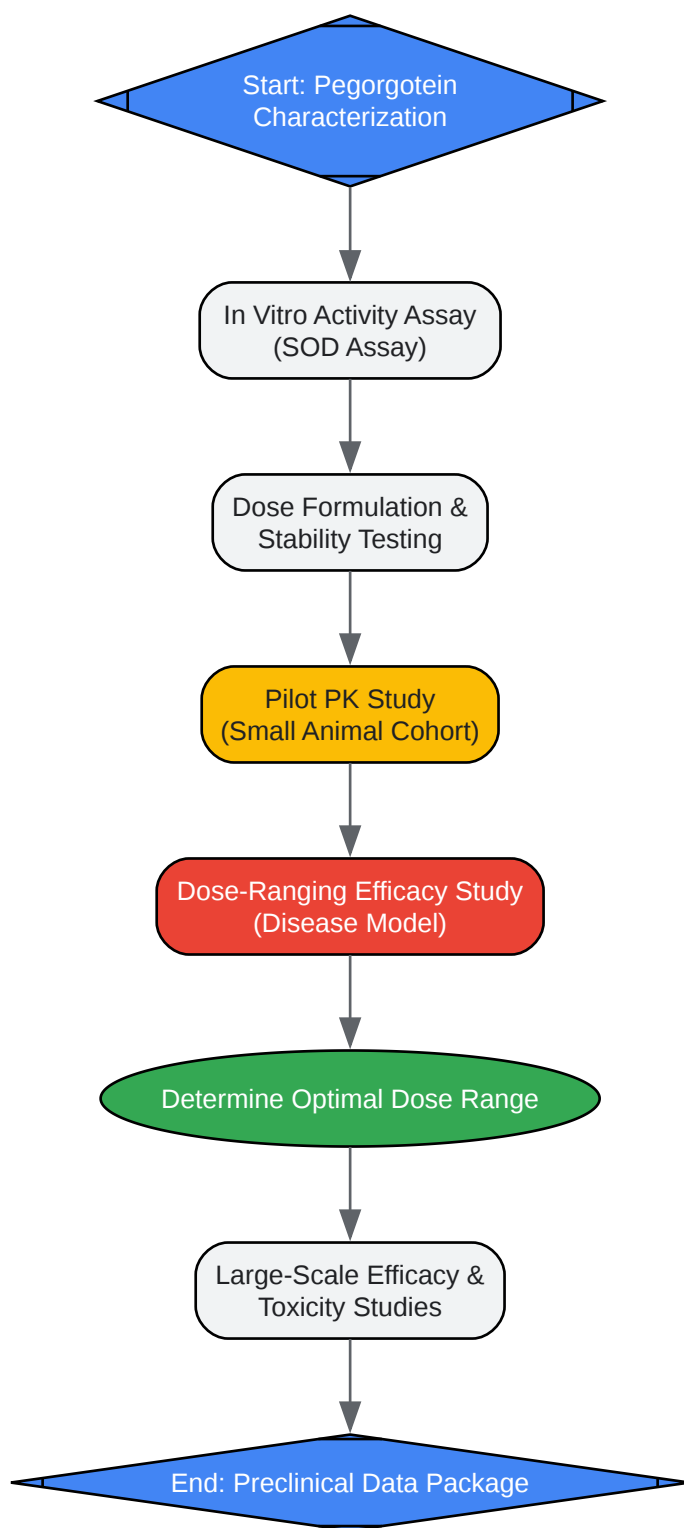 Start: Pegorgotein
Characterization
In Vitro Activity Assay
(SOD Assay)
Dose Formulation &
Stability Testing
Pilot PK Study
(Small Animal Cohort)
Dose-Ranging Efficacy Study
(Disease Model)
Determine Optimal Dose Range
Large-Scale Efficacy &
Toxicity Studies
End: Preclinical Data Package